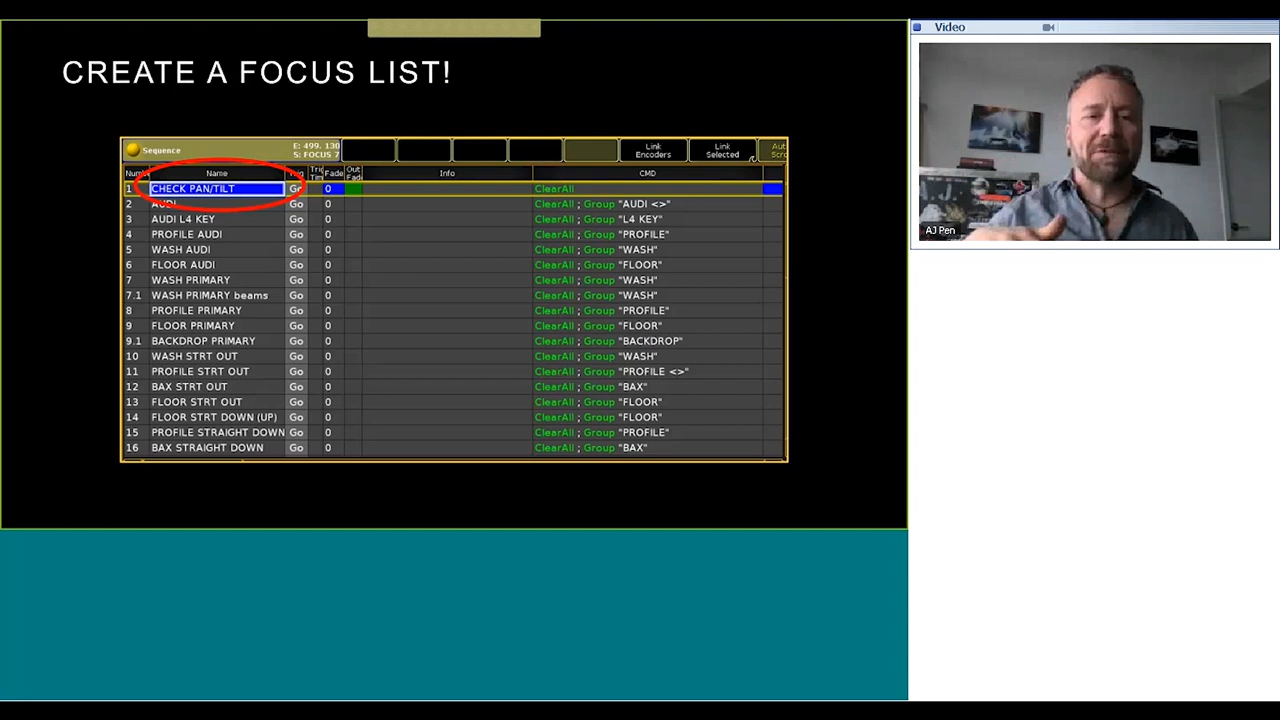 CREATE A FOCUS LIST!
Sequence E: 499. 130 S: FOCUS 7 Link Encoders Link Selected Auto Scro
Numb Name Trig Trig Tim Fade Out Fade Info CMD
1 CHECK PAN/TILT Go 0 ClearAll
2 AUDI Go 0 ClearAll ; Group "AUDI <>"
3 AUDI L4 KEY Go 0 ClearAll ; Group "L4 KEY"
4 PROFILE AUDI Go 0 ClearAll ; Group "PROFILE"
5 WASH AUDI Go 0 ClearAll ; Group "WASH"
6 FLOOR AUDI Go 0 ClearAll ; Group "FLOOR"
7 WASH PRIMARY Go 0 ClearAll ; Group "WASH"
7.1 WASH PRIMARY beams Go 0 ClearAll ; Group "WASH"
8 PROFILE PRIMARY Go 0 ClearAll ; Group "PROFILE"
9 FLOOR PRIMARY Go 0 ClearAll ; Group "FLOOR"
9.1 BACKDROP PRIMARY Go 0 ClearAll ; Group "BACKDROP"
10 WASH STRT OUT Go 0 ClearAll ; Group "WASH"
11 PROFILE STRT OUT Go 0 ClearAll ; Group "PROFILE <>"
12 BAX STRT OUT Go 0 ClearAll ; Group "BAX"
13 FLOOR STRT OUT Go 0 ClearAll ; Group "FLOOR"
14 FLOOR STRT DOWN (UP) Go 0 ClearAll ; Group "FLOOR"
15 PROFILE STRAIGHT DOWN Go 0 ClearAll ; Group "PROFILE"
16 BAX STRAIGHT DOWN Go 0 ClearAll ; Group "BAX"
Video
AJ Pen